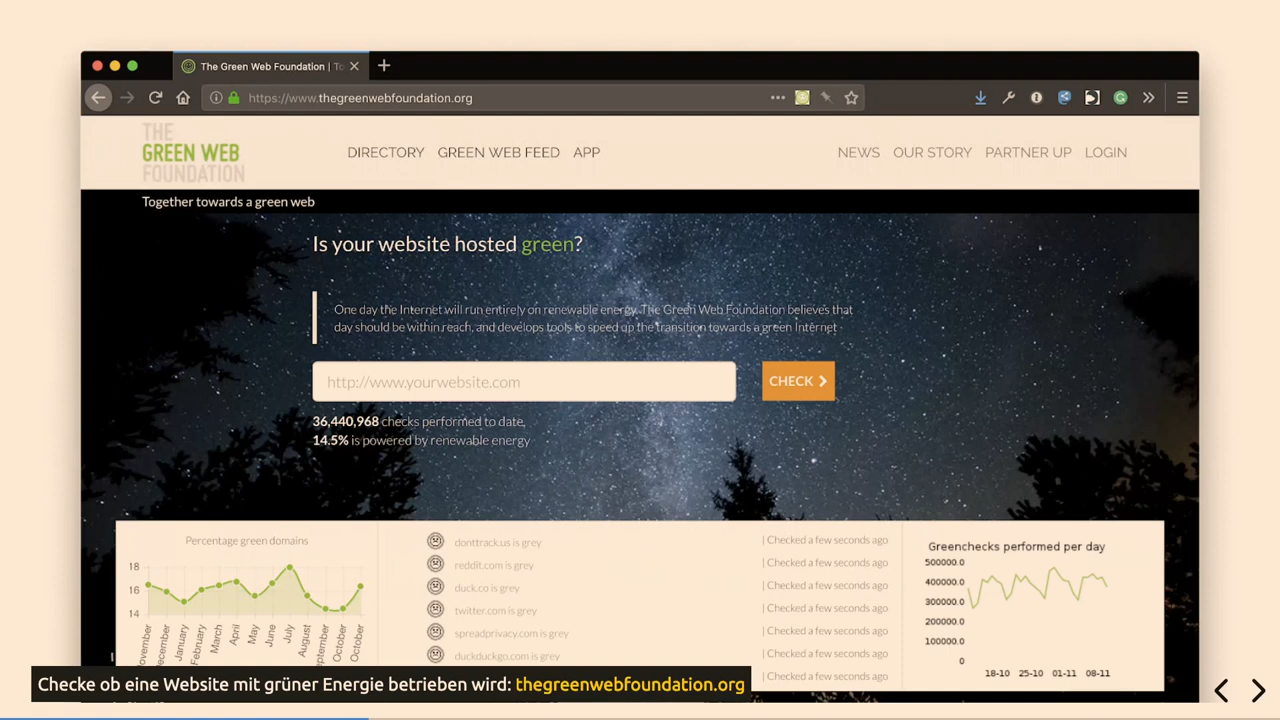 The Green Web Foundation | To
https://www.thegreenwebfoundation.org
THE
GREEN WEB
FOUNDATION
DIRECTORY GREEN WEB FEED APP
NEWS OUR STORY PARTNER UP LOGIN
Together towards a green web
Is your website hosted green?
One day the Internet will run entirely on renewable energy. The Green Web Foundation believes that
day should be within reach, and develops tools to speed up the transition towards a green Internet
http://www.yourwebsite.com
CHECK
36,440,968 checks performed to date,
14.5% is powered by renewable energy
Percentage green domains
18
16
14
November December January February March April May June July August September October October
donttrack.us is grey | Checked a few seconds ago
reddit.com is grey | Checked a few seconds ago
duck.co is grey | Checked a few seconds ago
twitter.com is grey | Checked a few seconds ago
spreadprivacy.com is grey | Checked a few seconds ago
duckduckgo.com is grey | Checked a few seconds ago
| Checked a few seconds ago
Greenchecks performed per day
500000.0
400000.0
300000.0
200000.0
100000.0
0
18-10 25-10 01-11 08-11
Checke ob eine Website mit grüner Energie betrieben wird: thegreenwebfoundation.org